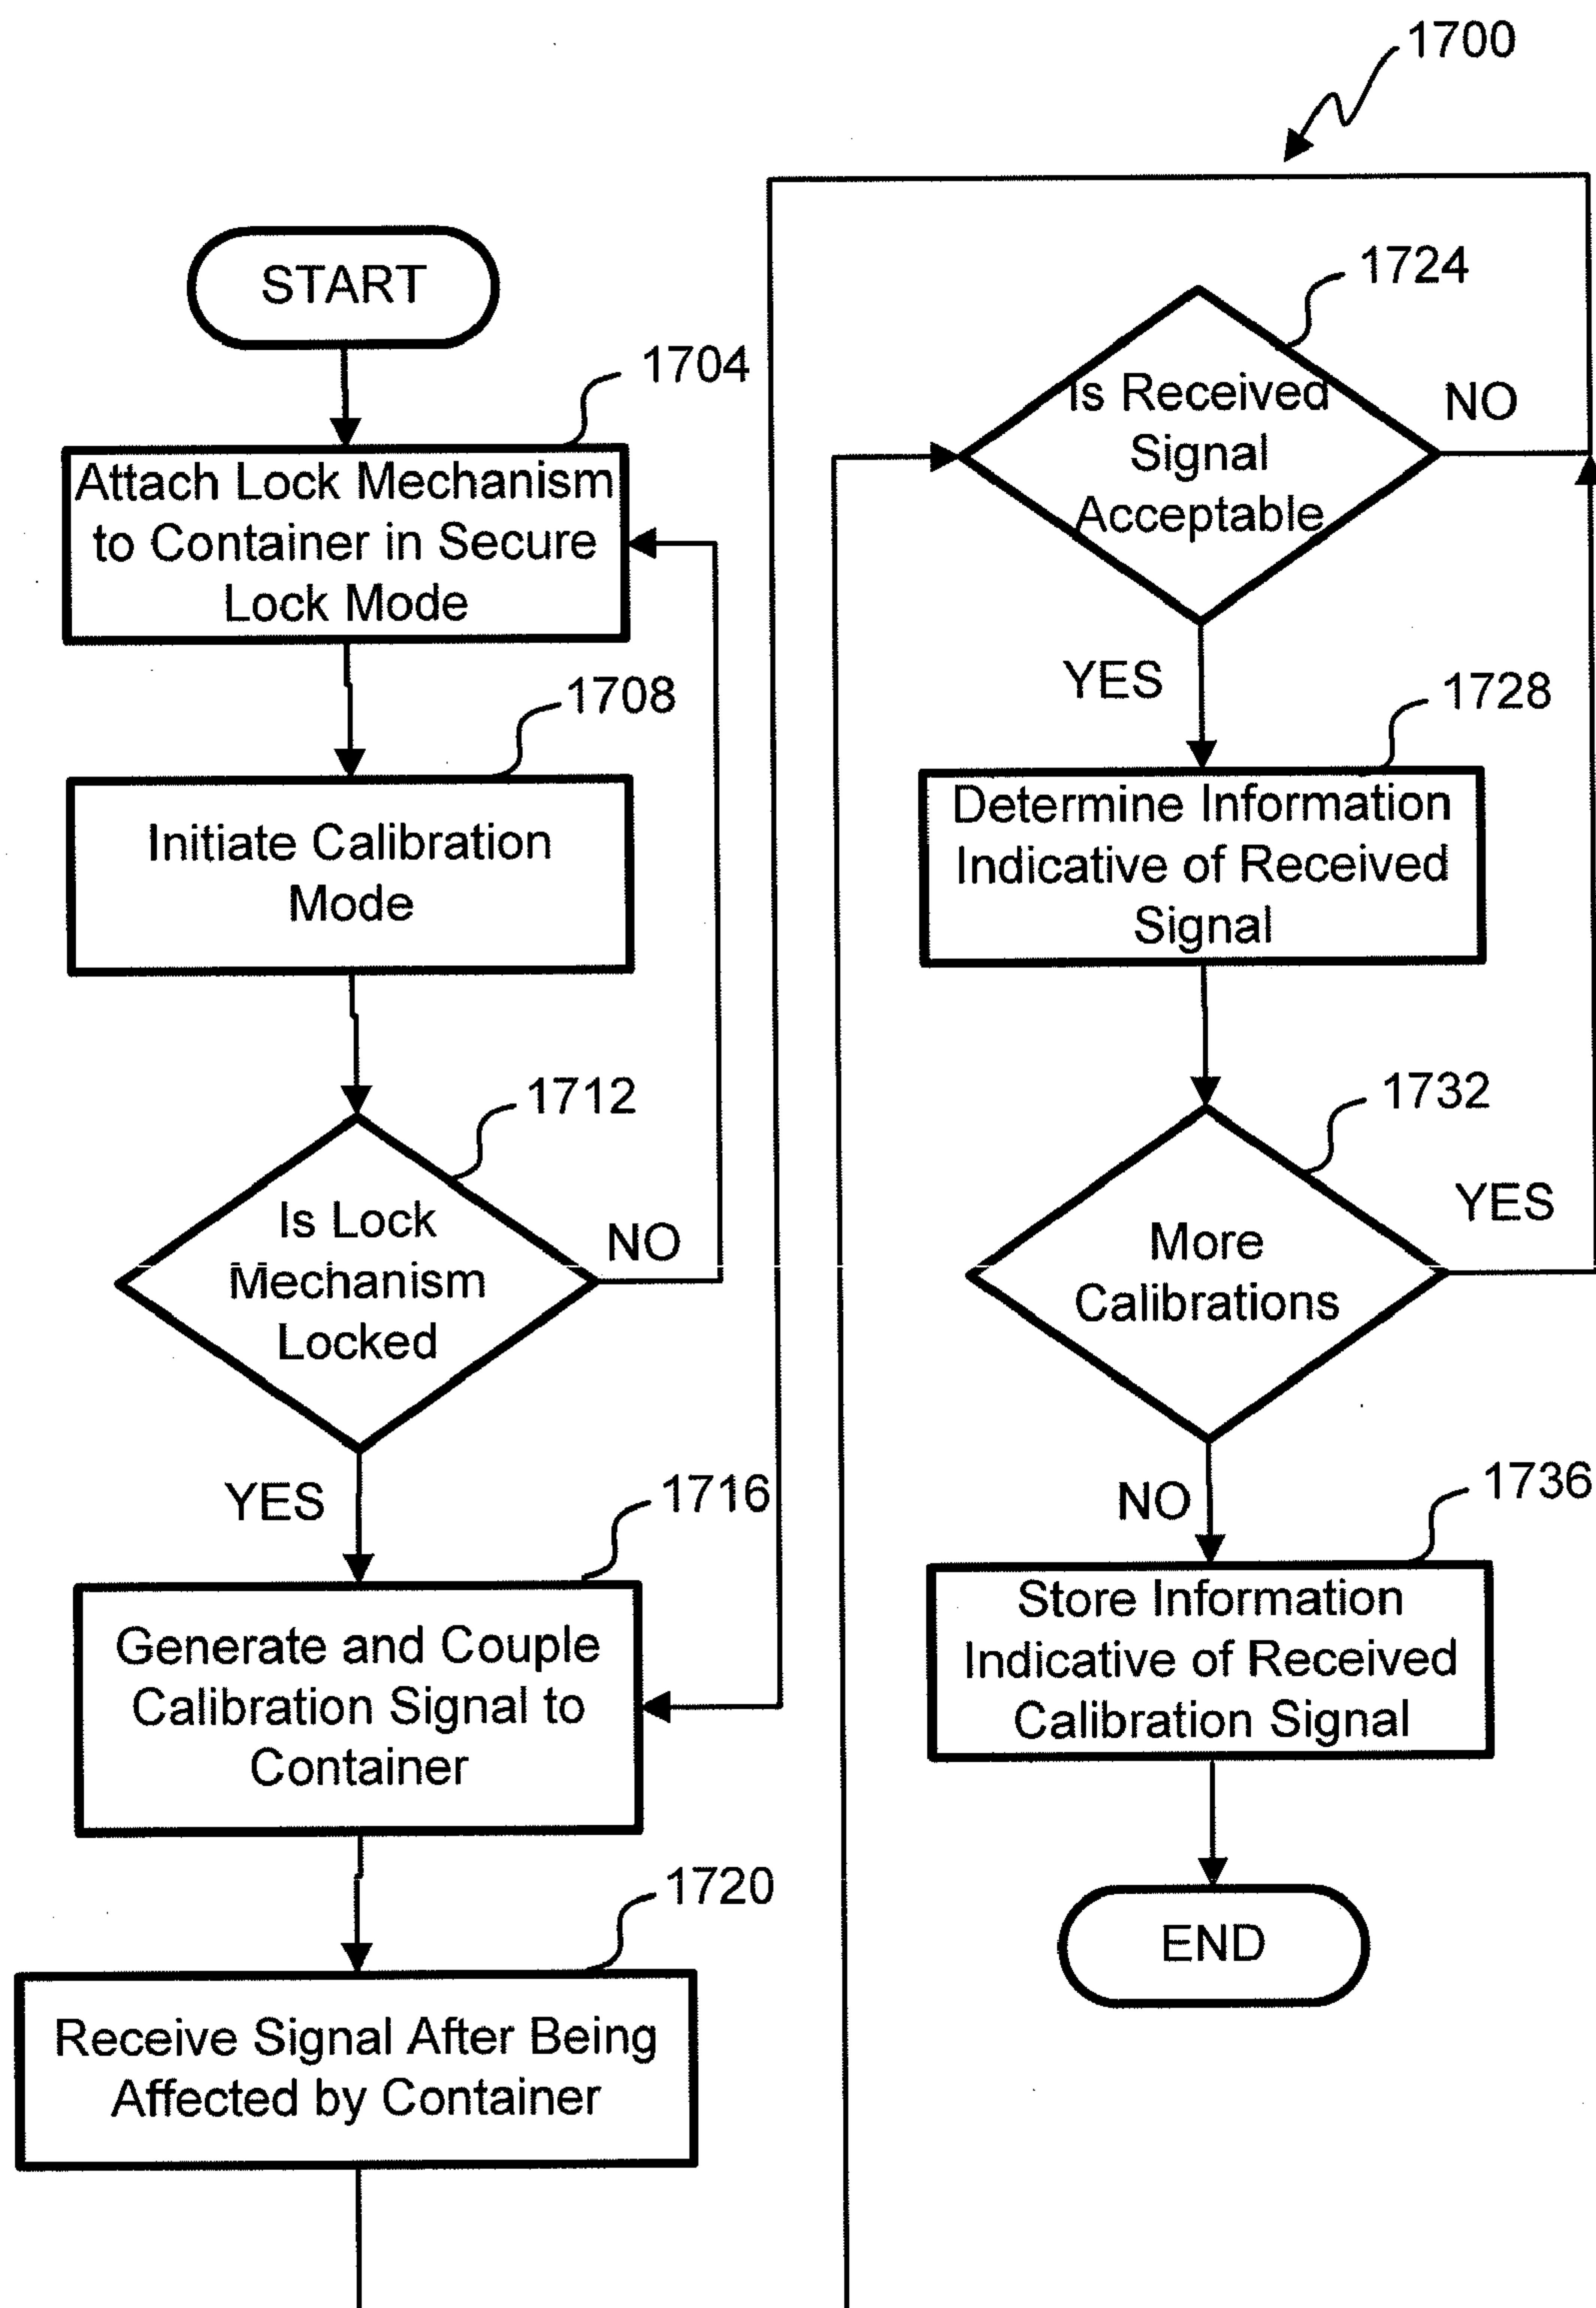 1700
START
1704
Attach Lock Mechanism
to Container in Secure
Lock Mode
1708
Initiate Calibration
Mode
1712
Is Lock
Mechanism
Locked
NO
YES
1716
Generate and Couple
Calibration Signal to
Container
1720
Receive Signal After Being
Affected by Container
1724
Is Received
Signal
Acceptable
NO
YES
1728
Determine Information
Indicative of Received
Signal
1732
More
Calibrations
YES
NO
1736
Store Information
Indicative of Received
Calibration Signal
END